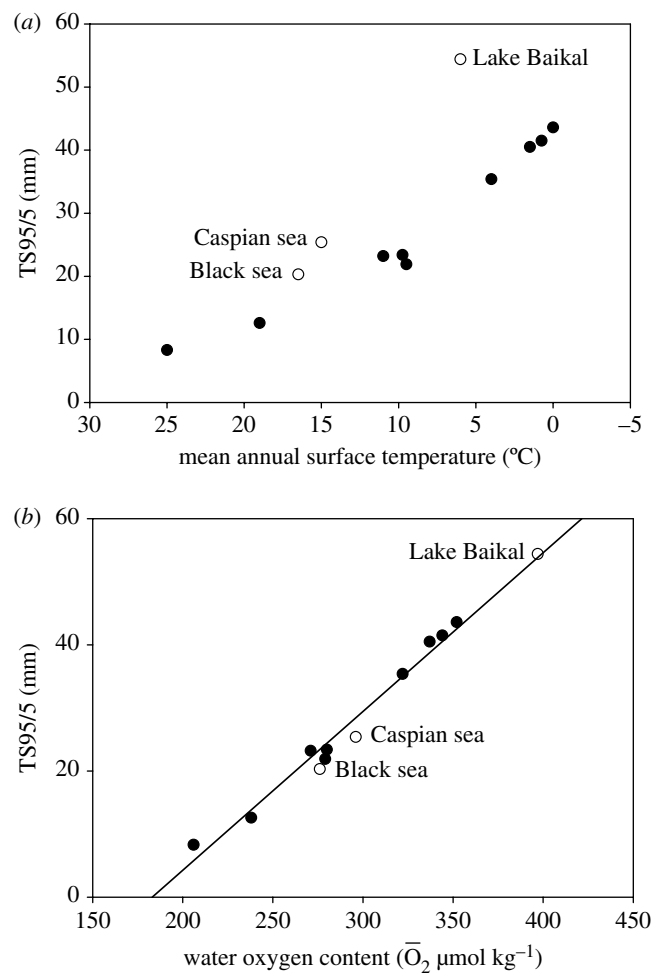 (a)
60
50
40
30
20
10
0
TS95/5 (mm)
Lake Baikal
Caspian sea
Black sea
30 25 20 15 10 5 0 –5
mean annual surface temperature (ºC)
(b)
60
40
20
0
TS95/5 (mm)
Lake Baikal
Caspian sea
Black sea
150 200 250 300 350 400 450
water oxygen content (O̅₂ µmol kg⁻¹)